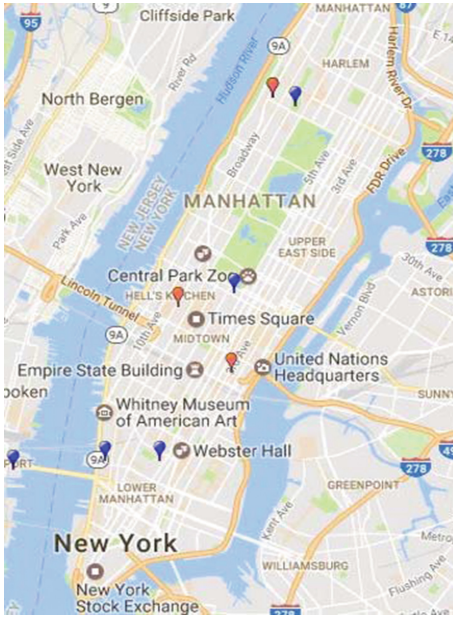 9
MANHATTAN
87
95
Cliffside Park
E 14
9A
River Rd
Hudson River
HARLEM
Harlem River Dr
North Bergen
Broadway
5th Ave
3rd Ave
278
West New
York
FDR Drive
MANHATTAN
Park Ave
NEW JERSEY
NEW YORK
UPPER
EAST SIDE
278
30th Ave
Central Park Zoo
Lincoln Tunnel
HELL'S KITCHEN
ASTORI
Vernon Blvd
10th Ave
Times Square
9A
MIDTOWN
Empire State Building
United Nations
Headquarters
SUNNY
oken
Whitney Museum
of American Art
Webster Hall
9A
PORT
278
49
LOWER
MANHATTAN
GREENPOINT
Kent Ave
Metro
New York
WILLIAMSBURG
Flushing Ave
New York
Stock Exchange
278